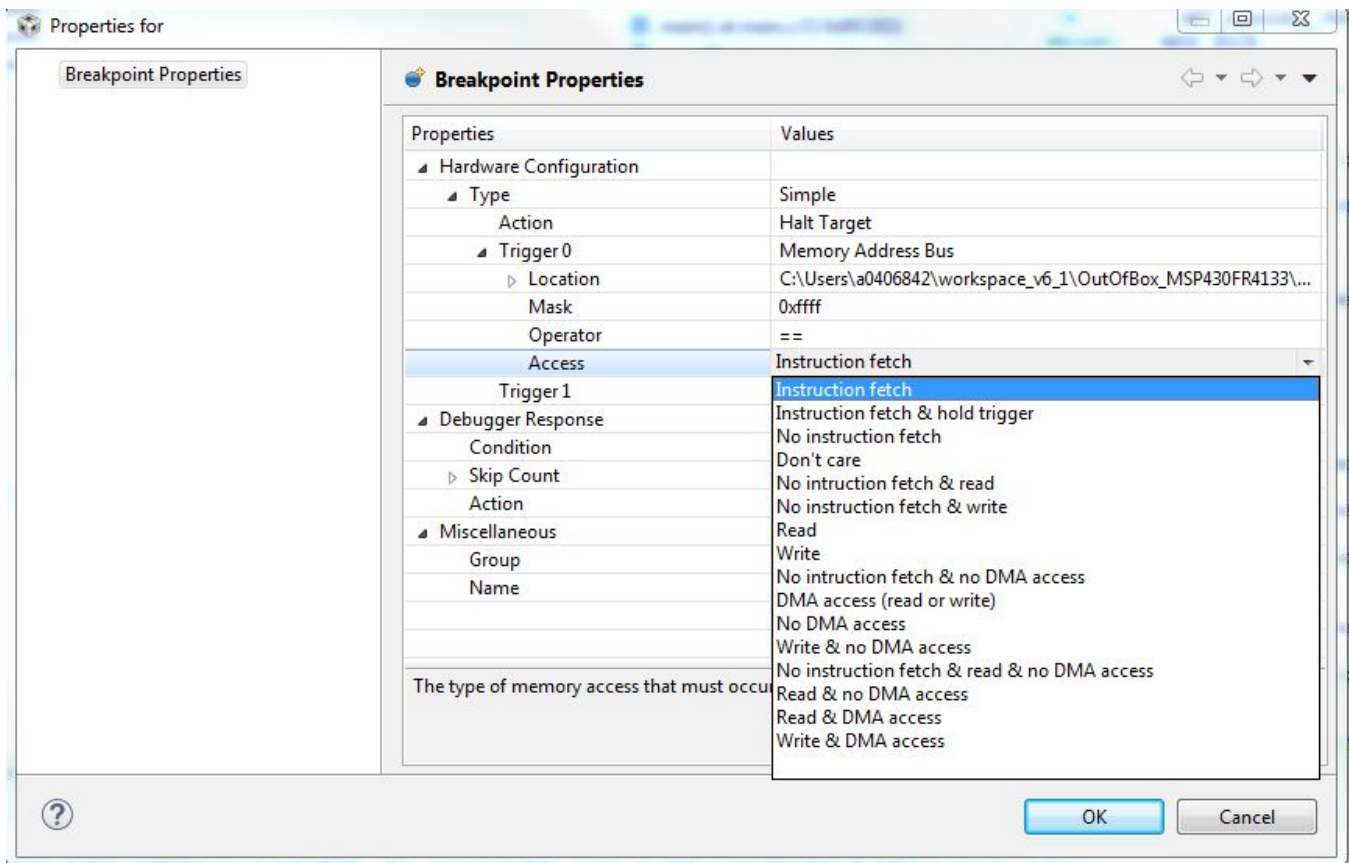 Properties for
Breakpoint Properties
Breakpoint Properties
Properties Values
Hardware Configuration
Type Simple
Action Halt Target
Trigger 0 Memory Address Bus
Location C:\Users\a0406842\workspace_v6_1\OutOfBox_MSP430FR4133\...
Mask 0xffff
Operator ==
Access Instruction fetch
Trigger 1 Instruction fetch
Instruction fetch & hold trigger
Debugger Response
No instruction fetch
Condition
Don't care
Skip Count No intruction fetch & read
Action No instruction fetch & write
Miscellaneous Read
Write
Group
No intruction fetch & no DMA access
Name
DMA access (read or write)
No DMA access
Write & no DMA access
No instruction fetch & read & no DMA access
The type of memory access that must occu
Read & no DMA access
Read & DMA access
Write & DMA access
OK Cancel